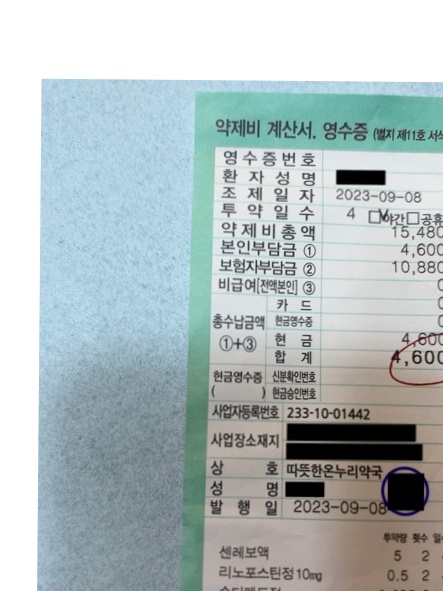 약제비 계산서. 영수증 (별지 제11호 서식
영 수 증 번 호
환 자 성 명
조 제 일 자 2023-09-08
투 약 일 수 4 야간 공휴
약 제 비 총 액 15,480
본인부담금 ① 4,600
보험자부담금 ② 10,880
비급여[전액본인] ③ 0
카 드 0
총수납금액 현금영수증 0
①+③ 현 금 4,600
합 계 4,600
현금영수증 신분확인번호
( ) 현금승인번호
사업자등록번호 233-10-01442
사업장소재지
상 호 따뜻한온누리약국
성 명
발 행 일 2023-09-08
투약량 횟수 일수
센레보액 5 2
리노포스틴정10mg 0.5 2